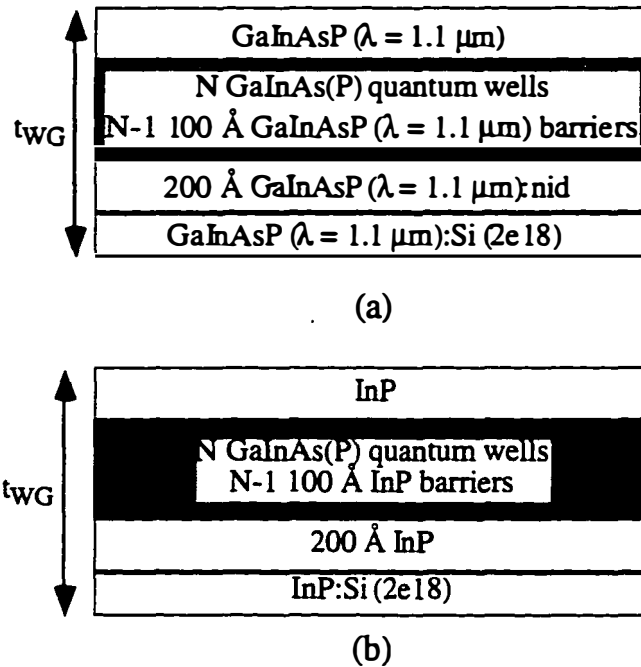 GaInAsP (λ = 1.1 μm)
N GaInAs(P) quantum wells
tWG
N-1 100 Å GaInAsP (λ = 1.1 μm) barriers
200 Å GaInAsP (λ = 1.1 μm):nid
GaInAsP (λ = 1.1 μm):Si (2e18)
(a)
InP
N GaInAs(P) quantum wells
tWG
N-1 100 Å InP barriers
200 Å InP
InP:Si (2e18)
(b)